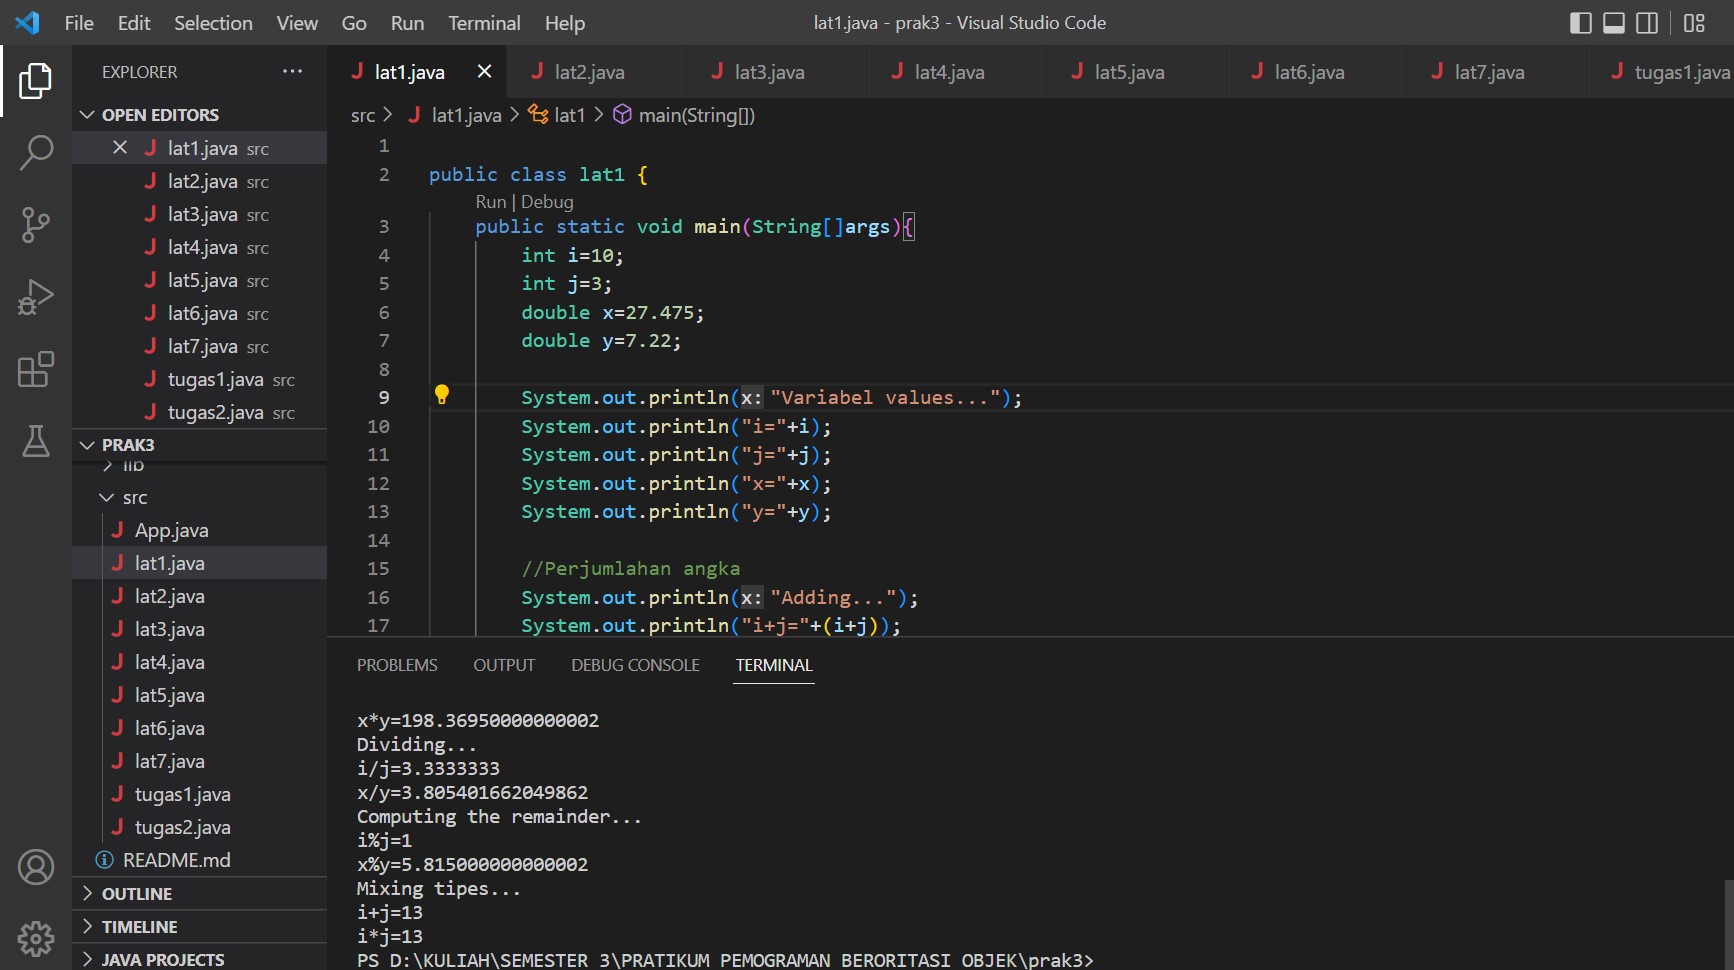 File Edit Selection View Go Run Terminal Help
lat1.java - prak3 - Visual Studio Code
EXPLORER
OPEN EDITORS
lat1.java src
lat2.java src
lat3.java src
lat4.java src
lat5.java src
lat6.java src
lat7.java src
tugas1.java src
tugas2.java src
PRAK3
lib
src
App.java
lat1.java
lat2.java
lat3.java
lat4.java
lat5.java
lat6.java
lat7.java
tugas1.java
tugas2.java
README.md
OUTLINE
TIMELINE
JAVA PROJECTS
lat1.java lat2.java lat3.java lat4.java lat5.java lat6.java lat7.java tugas1.java
src > lat1.java > lat1 > main(String[])
1
2 public class lat1 {
Run | Debug
3 public static void main(String[]args){
4 int i=10;
5 int j=3;
6 double x=27.475;
7 double y=7.22;
8
9 System.out.println(x: "Variabel values...");
10 System.out.println("i="+i);
11 System.out.println("j="+j);
12 System.out.println("x="+x);
13 System.out.println("y="+y);
14
15 //Perjumlahan angka
16 System.out.println(x: "Adding...");
17 System.out.println("i+j="+(i+j));
PROBLEMS OUTPUT DEBUG CONSOLE TERMINAL
x*y=198.36950000000002
Dividing...
i/j=3.3333333
x/y=3.805401662049862
Computing the remainder...
i%j=1
x%y=5.815000000000002
Mixing tipes...
i+j=13
i*j=13
PS D:\KULIAH\SEMESTER 3\PRATIKUM PEMOGRAMAN BERORITASI OBJEK\prak3>